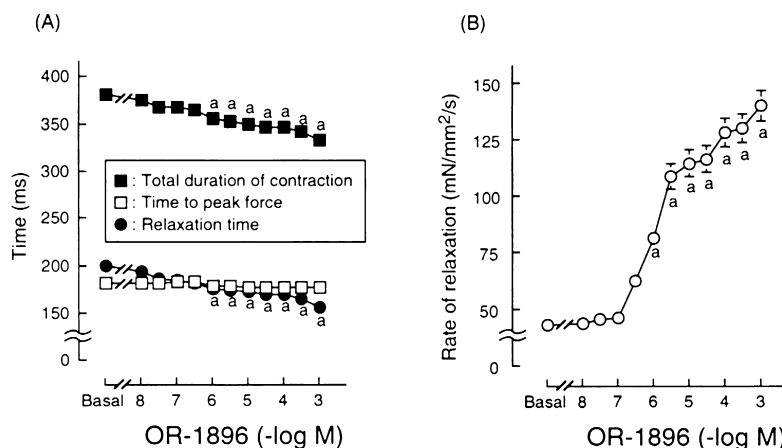 (A)
400
350
300
250
200
150
0
Time (ms)
a a a a a a a
■: Total duration of contraction
□: Time to peak force
●: Relaxation time
a a a a a a a
Basal 8 7 6 5 4 3
OR-1896 (-log M)
(B)
150
125
100
75
50
0
Rate of relaxation (mN/mm²/s)
a a a a a a a
Basal 8 7 6 5 4 3
OR-1896 (-log M)